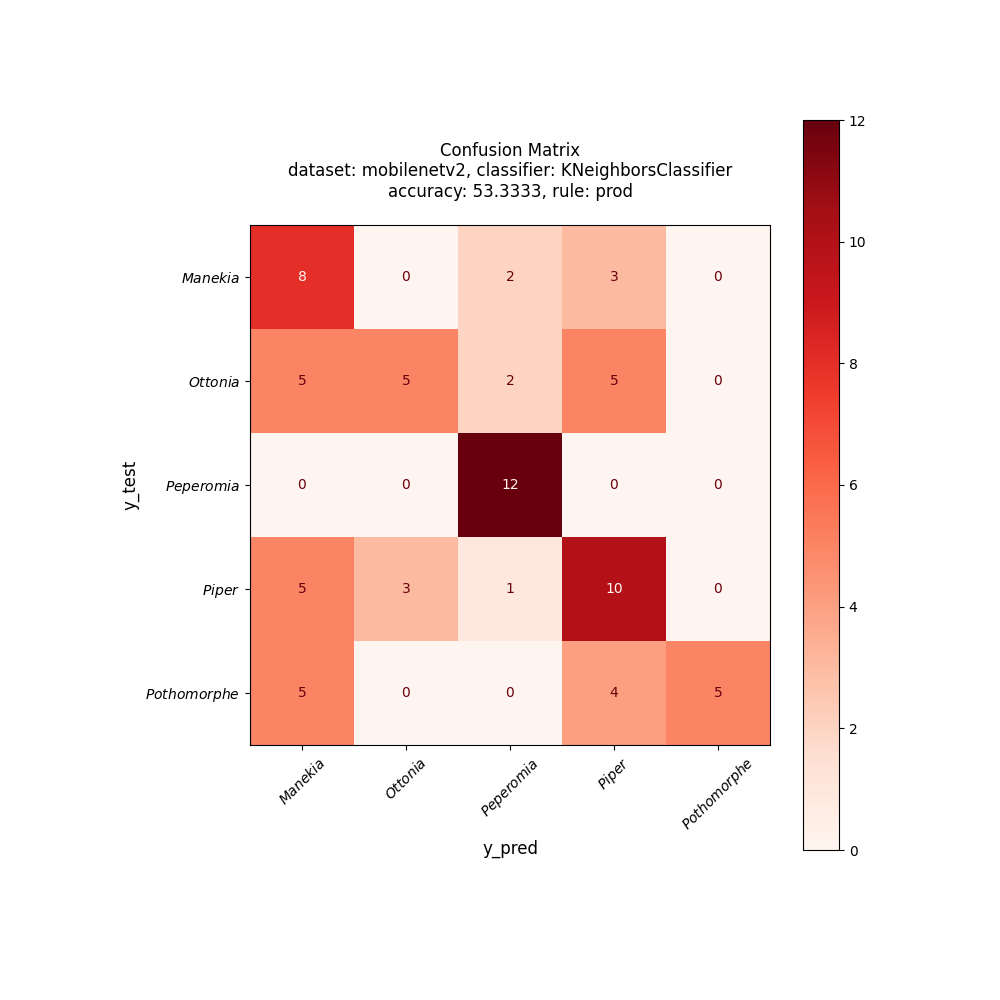 Confusion Matrix
dataset: mobilenetv2, classifier: KNeighborsClassifier
accuracy: 53.3333, rule: prod
y_test
Manekia 8 0 2 3 0
Ottonia 5 5 2 5 0
Peperomia 0 0 12 0 0
Piper 5 3 1 10 0
Pothomorphe 5 0 0 4 5
Manekia Ottonia Peperomia Piper Pothomorphe
y_pred
12
10
8
6
4
2
0